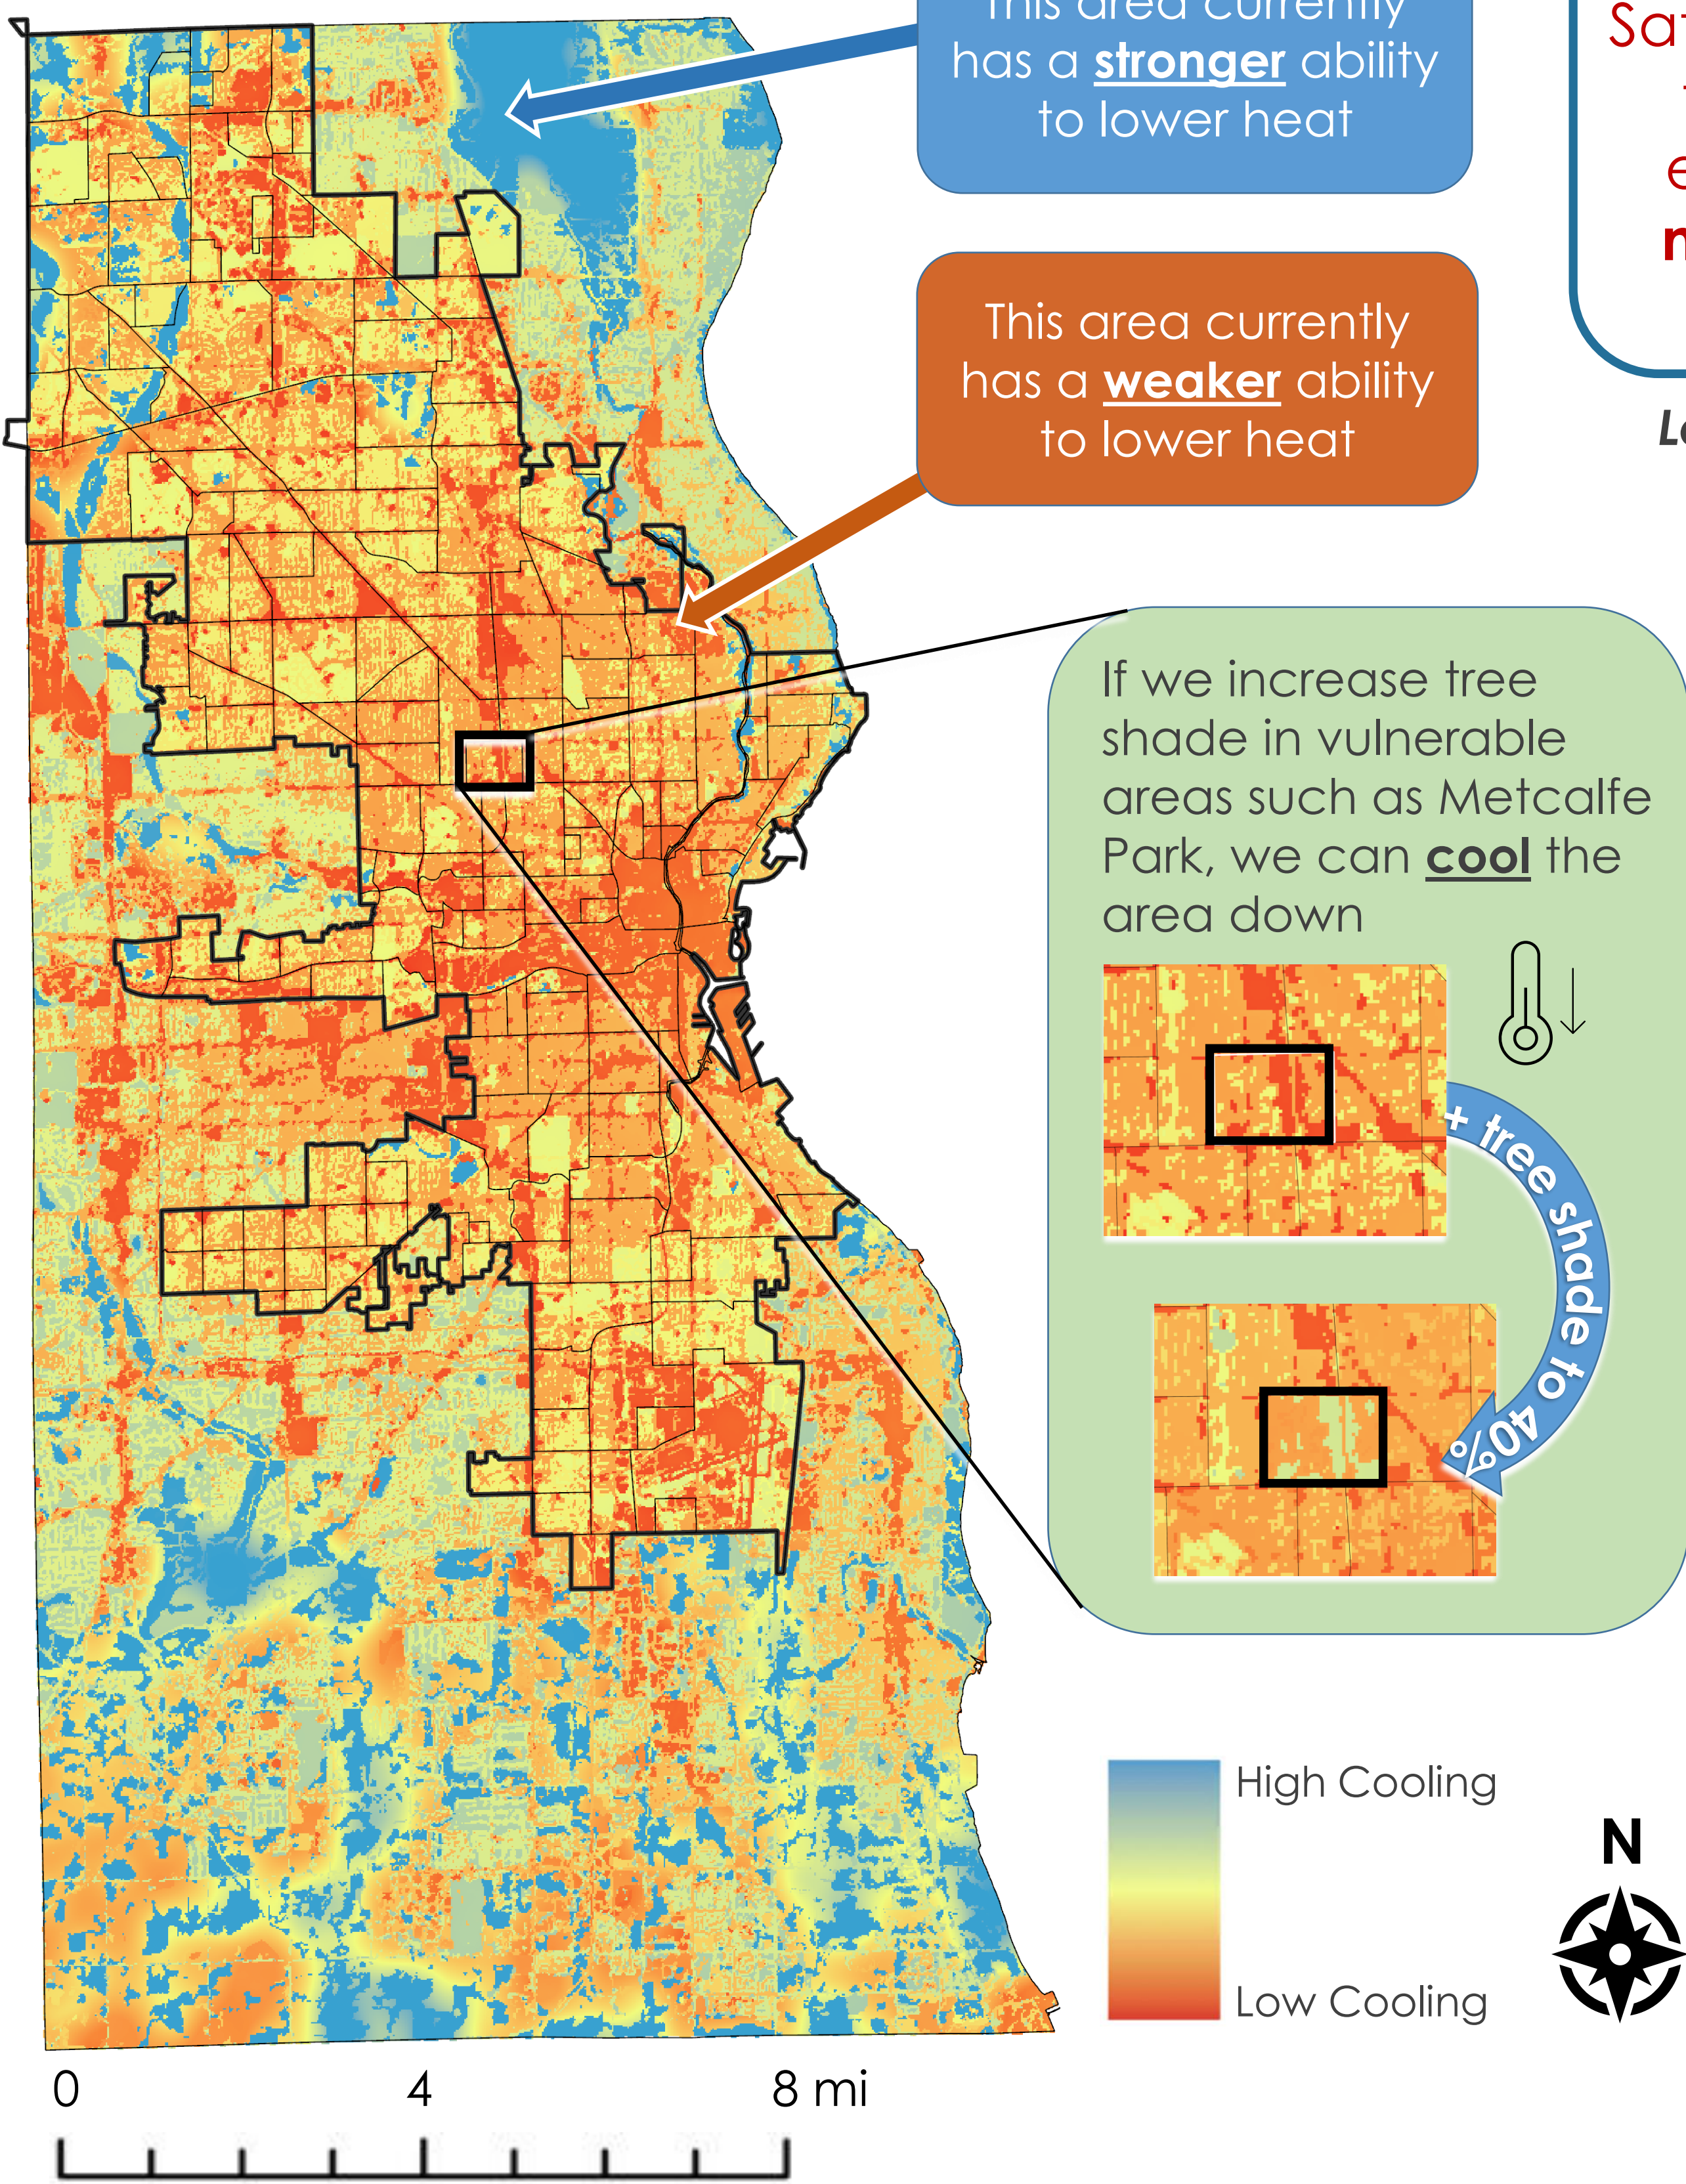 This area currently
has a stronger ability
to lower heat
This area currently
has a weaker ability
to lower heat
If we increase tree
shade in vulnerable
areas such as Metcalfe
Park, we can cool the
area down
+ tree shade to 40%
High Cooling
Low Cooling
N
0 4 8 mi